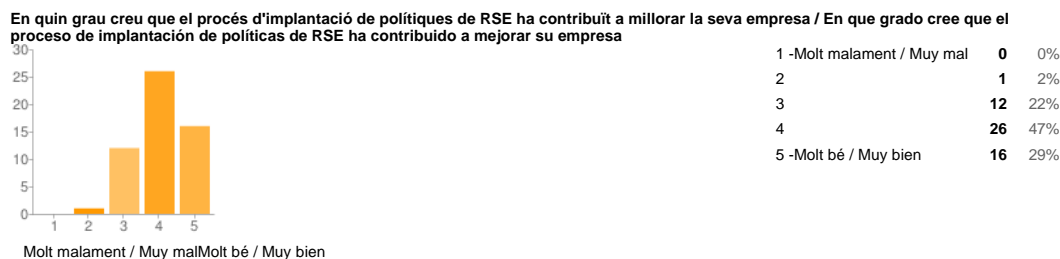 En quin grau creu que el procés d'implantació de polítiques de RSE ha contribuït a millorar la seva empresa / En que grado cree que el
proceso de implantación de políticas de RSE ha contribuido a mejorar su empresa
30
25
20
15
10
5
0
1 2 3 4 5
Molt malament / Muy malMolt bé / Muy bien
1 -Molt malament / Muy mal 0 0%
2 1 2%
3 12 22%
4 26 47%
5 -Molt bé / Muy bien 16 29%